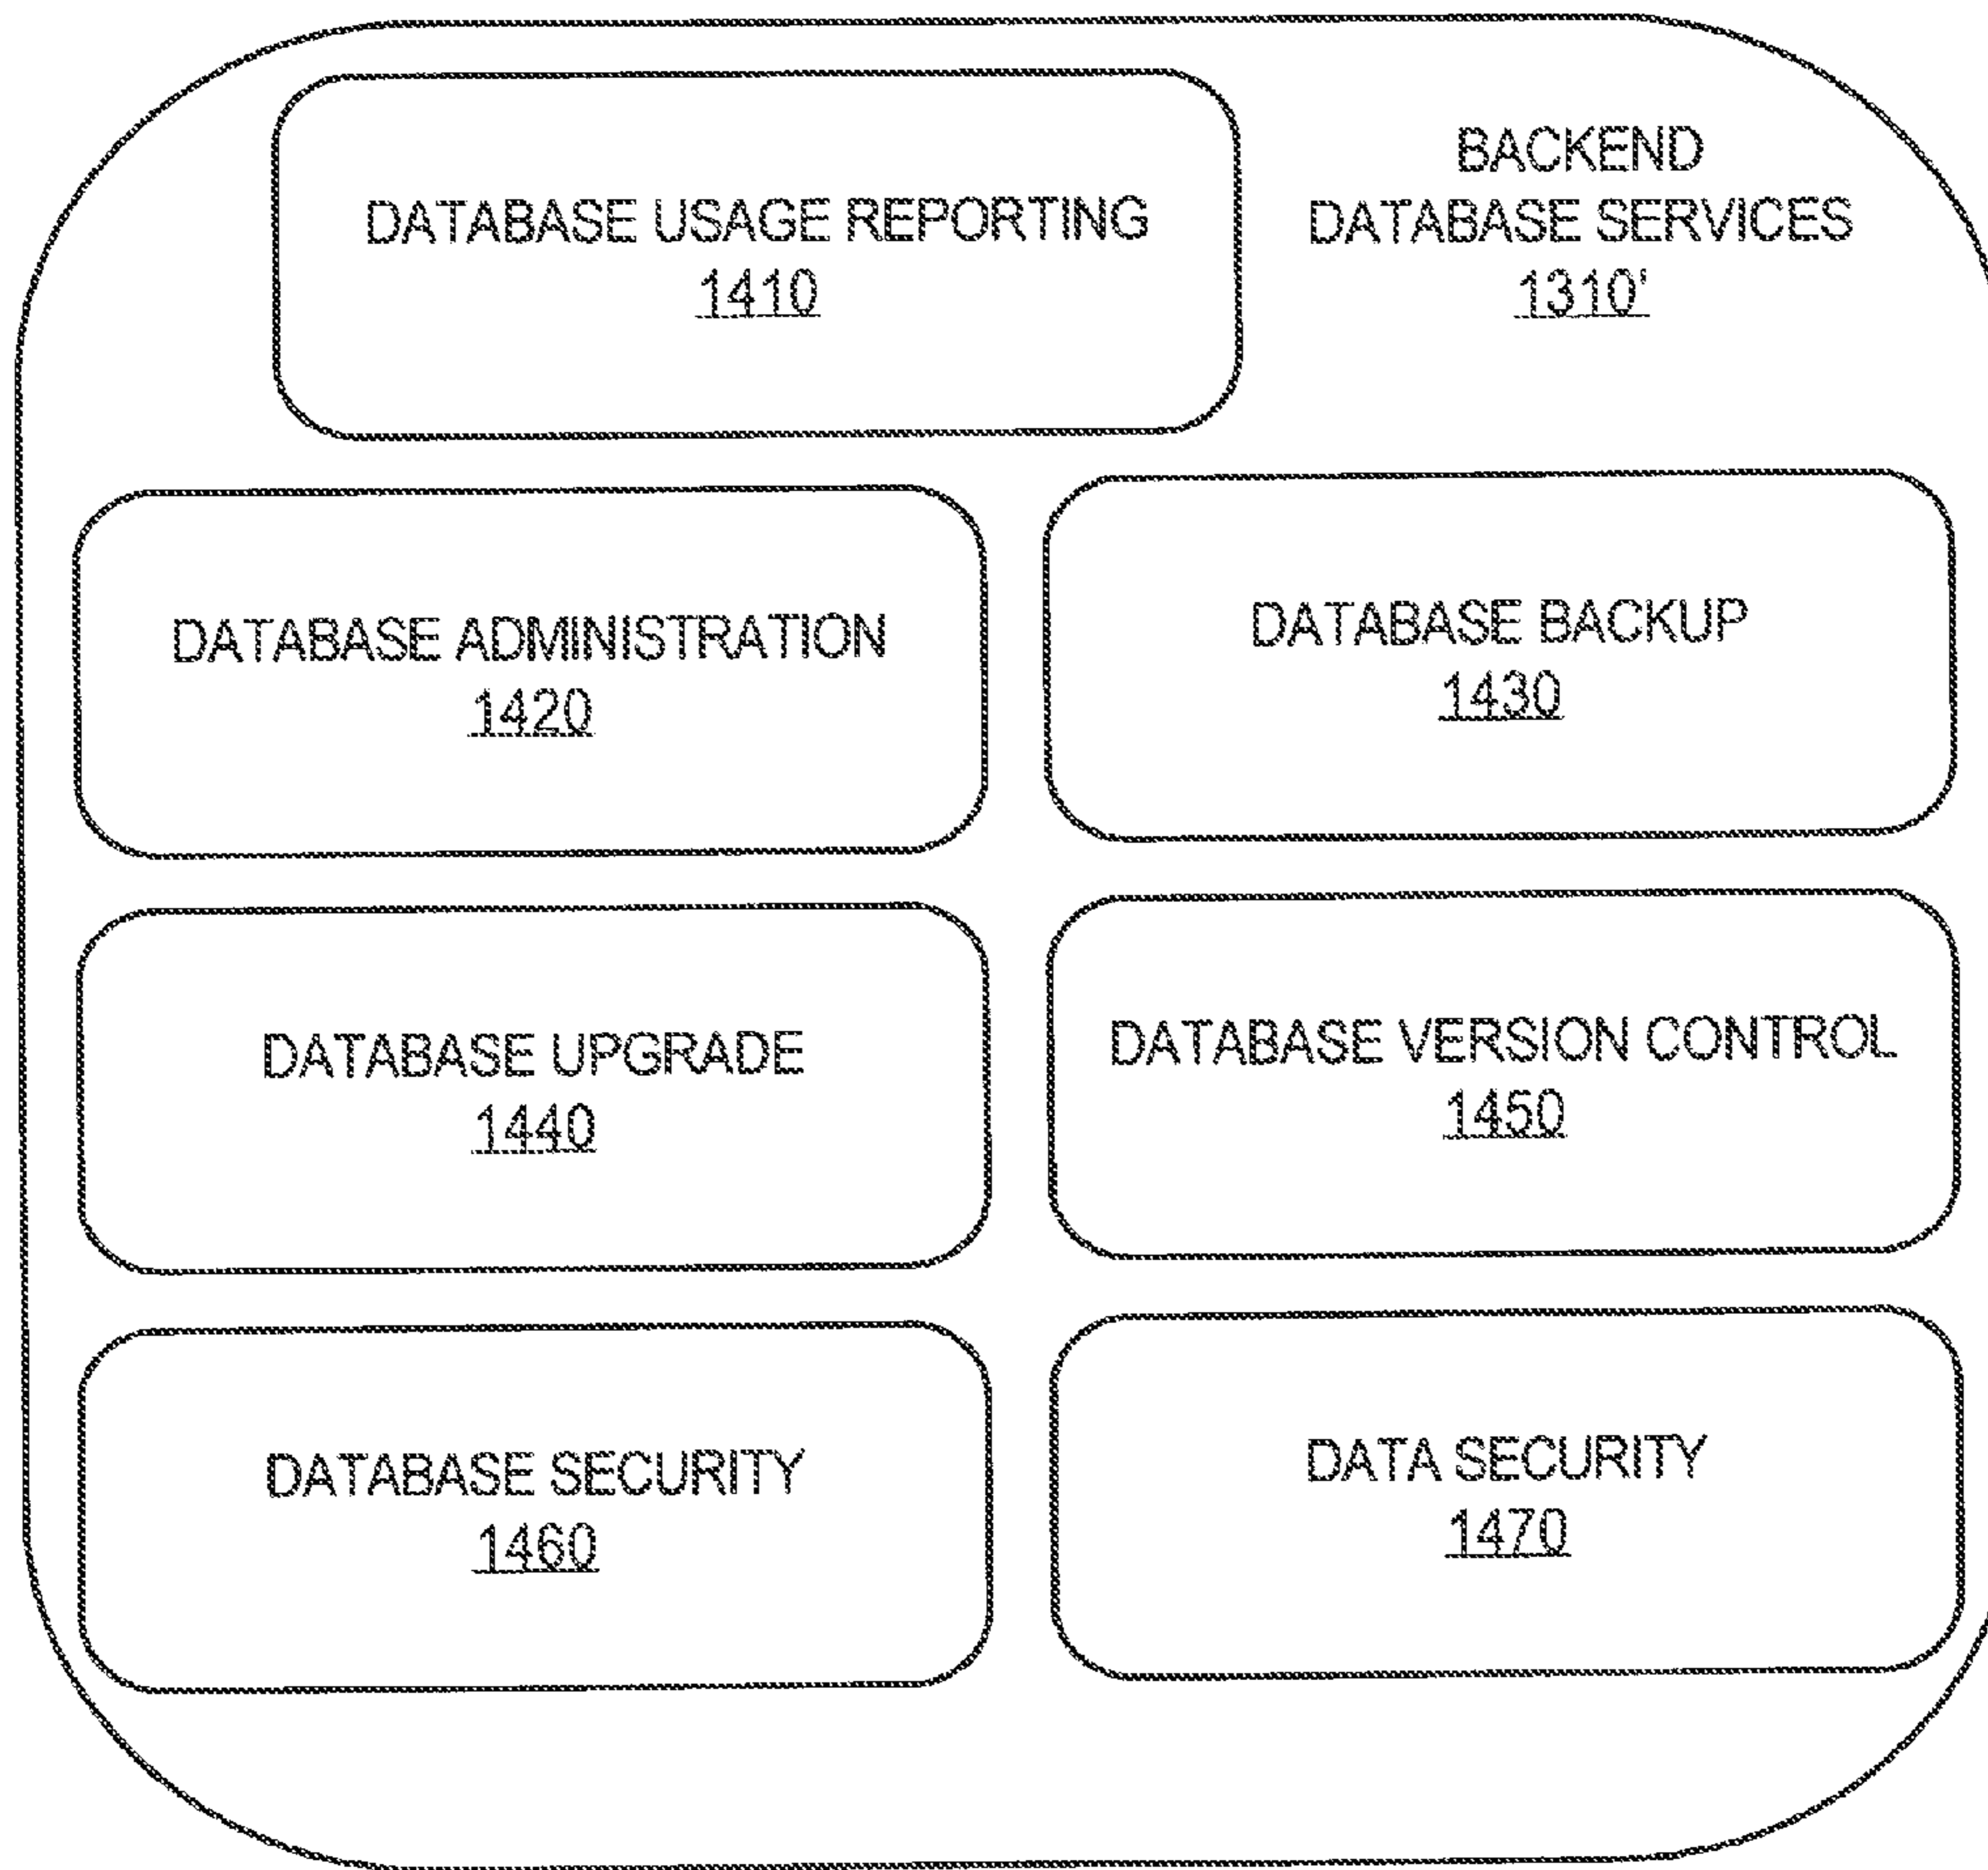 DATABASE USAGE REPORTING
1410
BACKEND
DATABASE SERVICES
1310'
DATABASE ADMINISTRATION
1420
DATABASE BACKUP
1430
DATABASE UPGRADE
1440
DATABASE VERSION CONTROL
1450
DATABASE SECURITY
1460
DATA SECURITY
1470